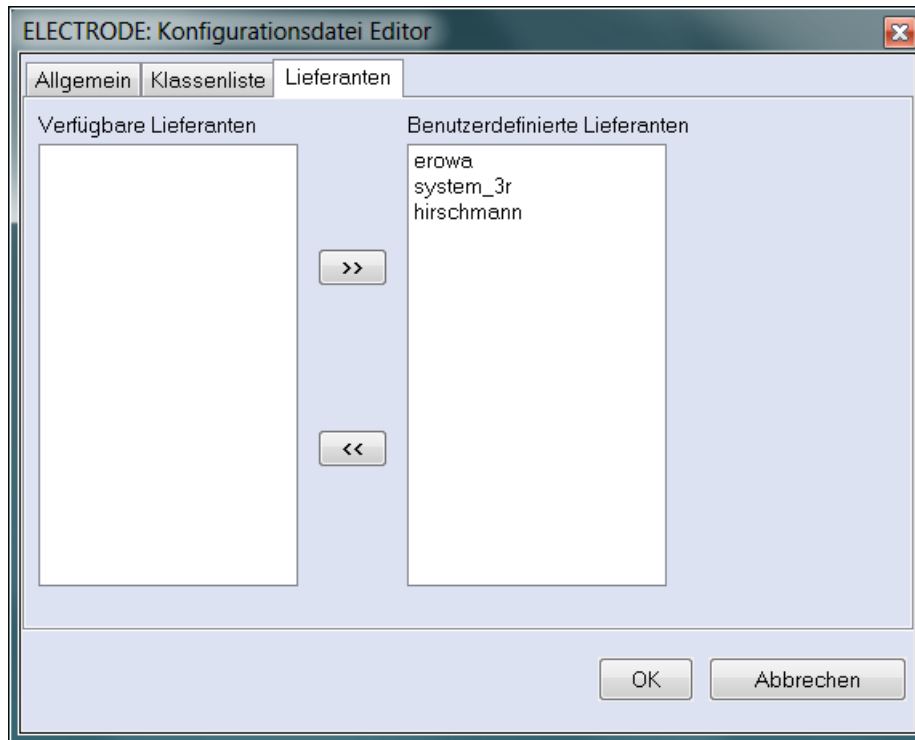 ELECTRODE: Konfigurationsdatei Editor
Allgemein Klassenliste Lieferanten
Verfügbare Lieferanten
Benutzerdefinierte Lieferanten
erowa
system_3r
hirschmann
>>
<<
OK Abbrechen